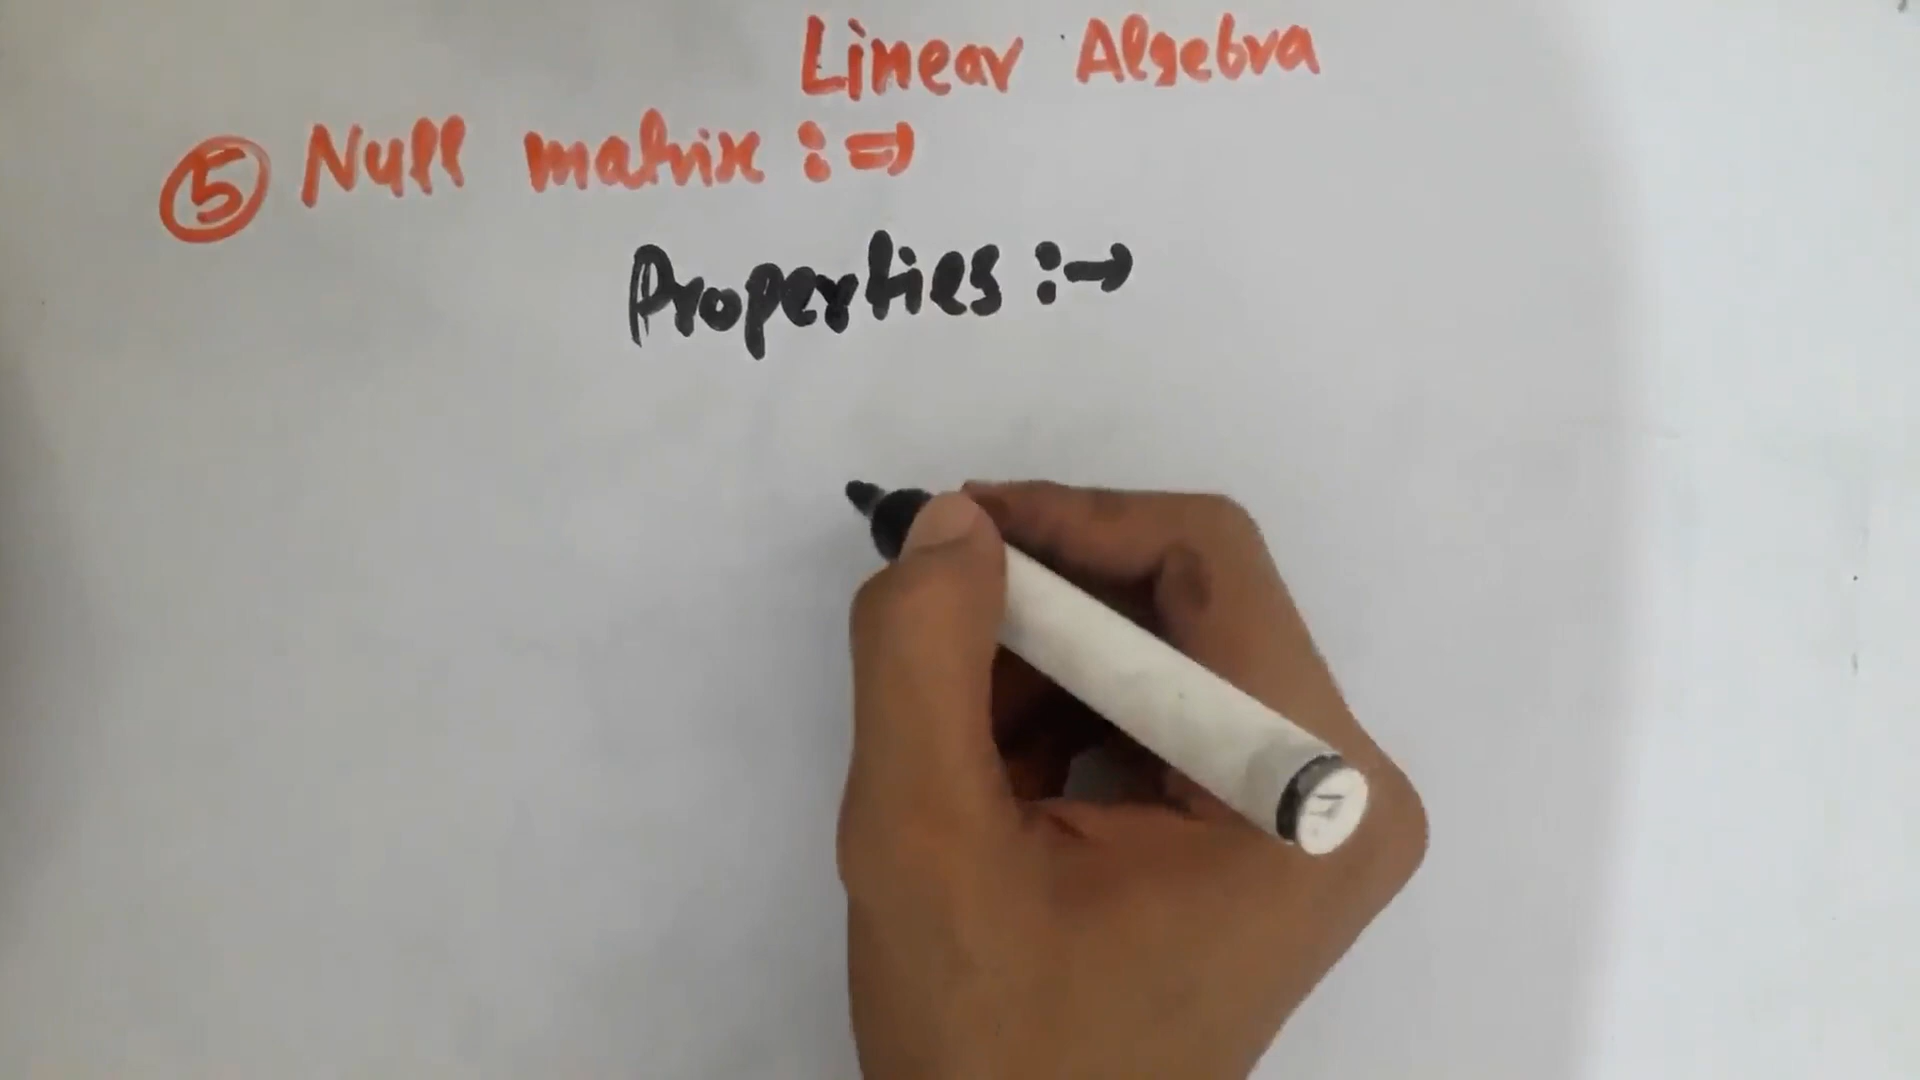 Linear Algebra
⑤ Null matrix :⇒
Properties :→